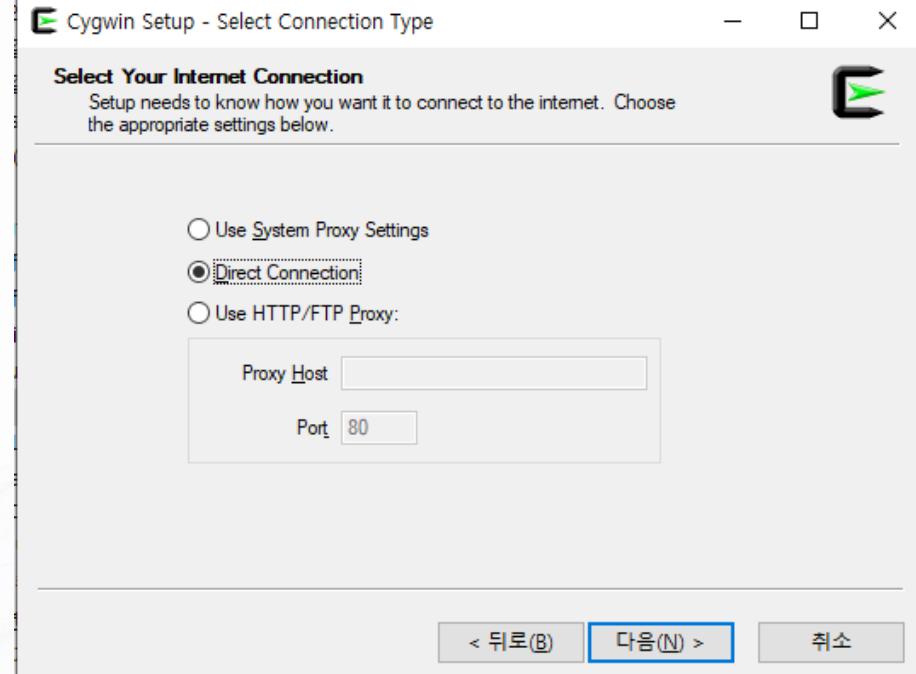 Cygwin Setup - Select Connection Type
Select Your Internet Connection
Setup needs to know how you want it to connect to the internet. Choose
the appropriate settings below.
Use System Proxy Settings
Direct Connection
Use HTTP/FTP Proxy:
Proxy Host
Port 80
< 뒤로(B) 다음(N) > 취소